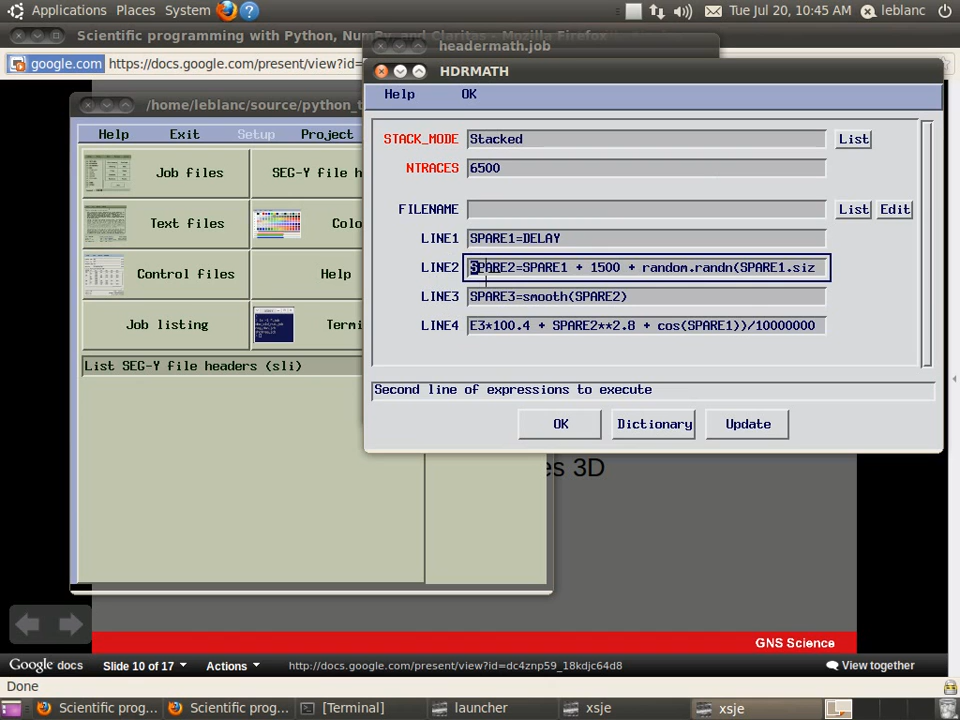 Applications Places System Tue Jul 20, 10:45 AM leblanc
Scientific programming with Python, NumPy, and Claritas - Mozilla Firefox
headermath.job
google.com https://docs.google.com/present/view?id=
HDRMATH
Help OK
/home/leblanc/source/python_t
Help Exit Setup Project
STACK_MODE Stacked List
NTRACES 6500
Job files SEG-Y file h
FILENAME List Edit
Text files Colo
LINE1 SPARE1=DELAY
LINE2 SPARE2=SPARE1 + 1500 + random.randn(SPARE1.siz
Control files Help
LINE3 SPARE3=smooth(SPARE2)
Job listing Termi
LINE4 E3*100.4 + SPARE2**2.8 + cos(SPARE1))/10000000
List SEG-Y file headers (sli)
Second line of expressions to execute
OK Dictionary Update
es 3D
GNS Science
Google docs Slide 10 of 17 Actions http://docs.google.com/present/view?id=dc4znp59_18kdjc64d8 View together
Done
Scientific prog... Scientific prog... [Terminal] launcher xsje xsje